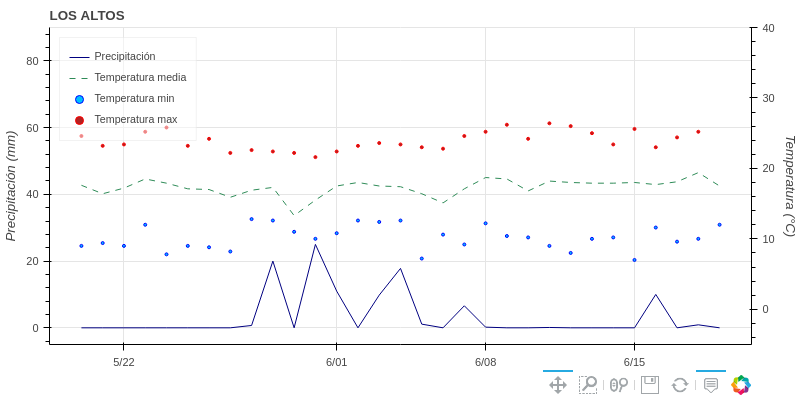 LOS ALTOS
Precipitación
Temperatura media
Temperatura min
Temperatura max
Precipitación (mm)
80
60
40
20
0
Temperatura (°C)
40
30
20
10
0
5/22
6/01
6/08
6/15